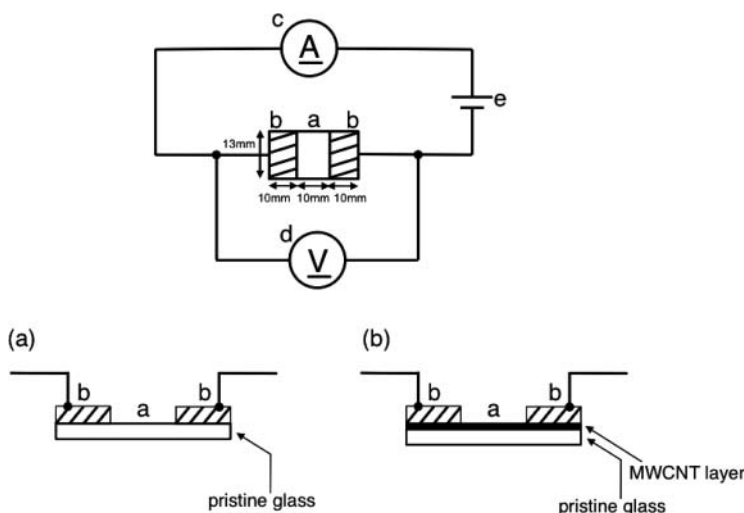 c
A
e
b a b
13mm
10mm 10mm 10mm
d
V
(a)
b b
a
pristine glass
(b)
b b
a
MWCNT layer
pristine glass